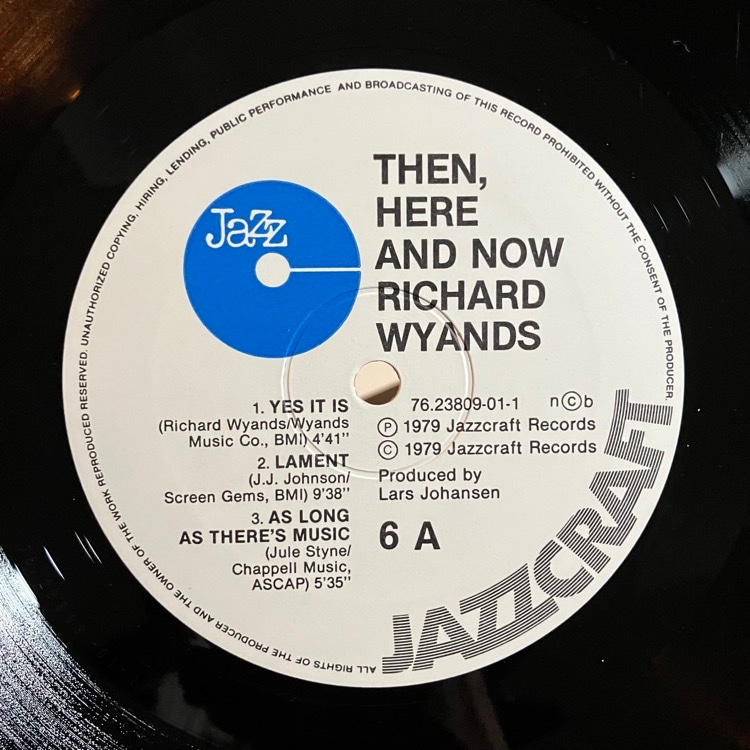 Jazz
THEN,
HERE
AND NOW
RICHARD
WYANDS
1. YES IT IS
(Richard Wyands/Wyands
Music Co., BMI) 4'41"
2. LAMENT
(J.J. Johnson/
Screen Gems, BMI) 9'38"
3. AS LONG
AS THERE'S MUSIC
(Jule Styne/
Chappell Music,
ASCAP) 5'35"
76.23809-01-1 n©b
Ⓟ 1979 Jazzcraft Records
© 1979 Jazzcraft Records
Produced by
Lars Johansen
6 A
JAZZCRAFT
ALL RIGHTS OF THE PRODUCER AND THE OWNER OF THE WORK REPRODUCED RESERVED. UNAUTHORIZED COPYING, HIRING, LENDING, PUBLIC PERFORMANCE AND BROADCASTING OF THIS RECORD PROHIBITED WITHOUT THE CONSENT OF THE PRODUCER.